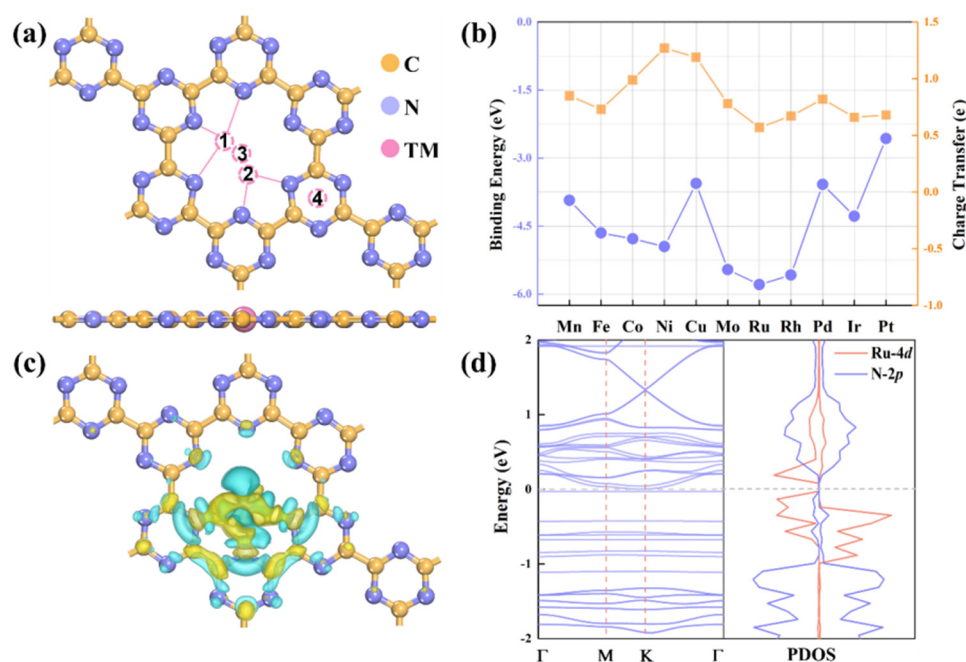 (a)
C
N
TM
1
3
2
4
(b)
0.0
-1.5
-3.0
-4.5
-6.0
Binding Energy (eV)
1.5
1.0
0.5
0.0
-0.5
-1.0
Charge Transfer (e⁻)
Mn Fe Co Ni Cu Mo Ru Rh Pd Ir Pt
(c)
(d)
2
1
0
-1
-2
Energy (eV)
Γ M K Γ
Ru-4d
N-2p
PDOS